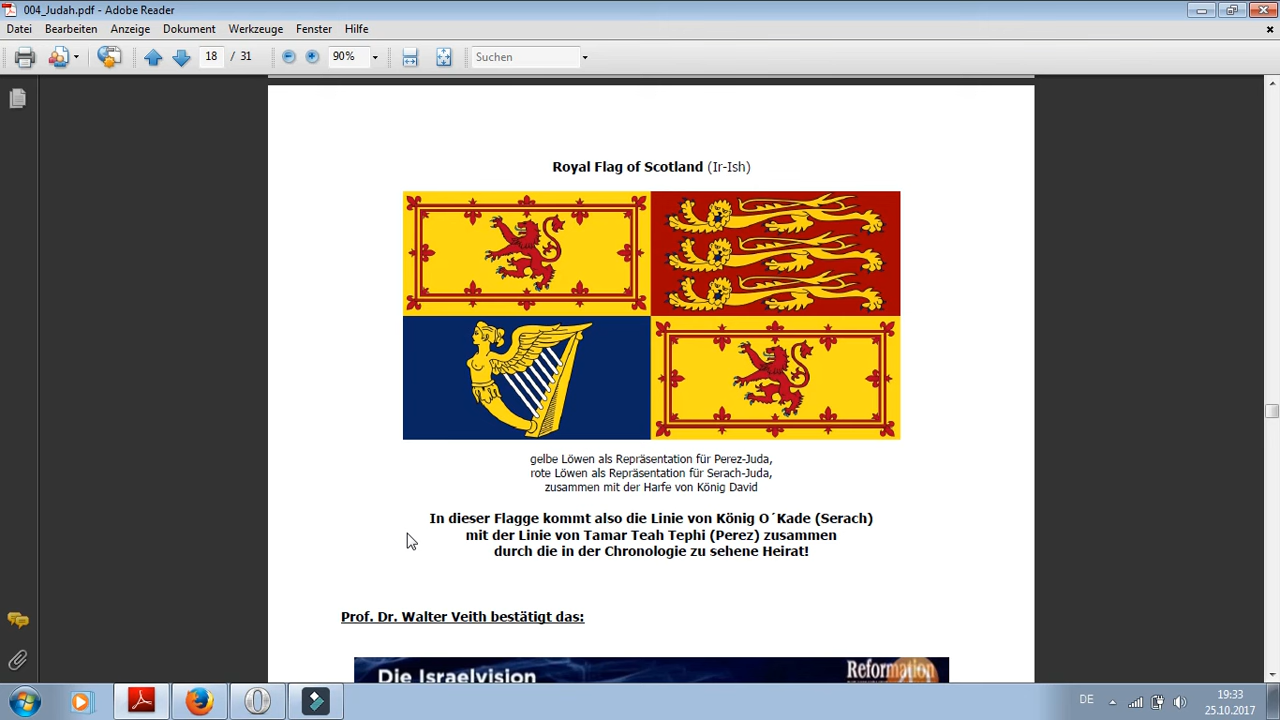 004_Judah.pdf - Adobe Reader
Datei Bearbeiten Anzeige Dokument Werkzeuge Fenster Hilfe
18 / 31 90% Suchen
Royal Flag of Scotland (Ir-Ish)
gelbe Löwen als Repräsentation für Perez-Juda,
rote Löwen als Repräsentation für Serach-Juda,
zusammen mit der Harfe von König David
In dieser Flagge kommt also die Linie von König O´Kade (Serach)
mit der Linie von Tamar Teah Tephi (Perez) zusammen
durch die in der Chronologie zu sehene Heirat!
Prof. Dr. Walter Veith bestätigt das:
Die Israelvision
Reformation
DE
19:33
25.10.2017